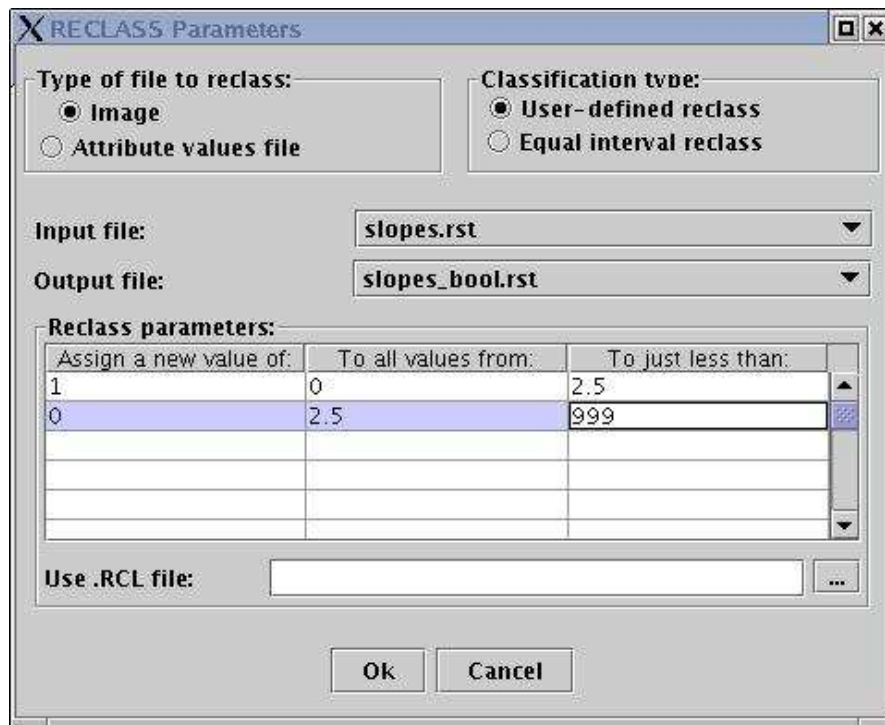 RECLASS Parameters
Type of file to reclass:
Image
Attribute values file
Classification type:
User-defined reclass
Equal interval reclass
Input file:
slopes.rst
Output file:
slopes_bool.rst
Reclass parameters:
Assign a new value of: To all values from: To just less than:
1 0 2.5
0 2.5 999
Use .RCL file:
...
Ok Cancel